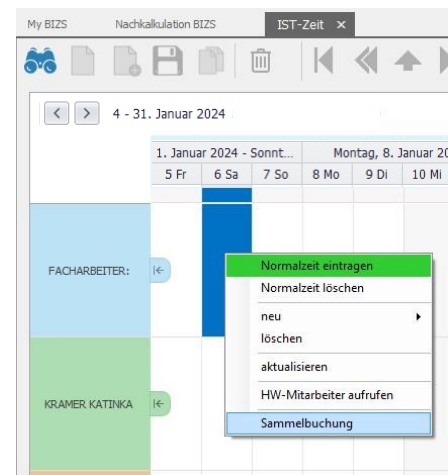 My BIZS Nachkalkulation BIZS IST-Zeit ×
4 - 31. Januar 2024
1. Januar 2024 - Sonnt... Montag, 8. Januar 20
5 Fr 6 Sa 7 So 8 Mo 9 Di 10 Mi
FACHARBEITER:
Normalzeit eintragen
Normalzeit löschen
neu
löschen
aktualisieren
HW-Mitarbeiter aufrufen
KRAMER KATINKA
Sammelbuchung